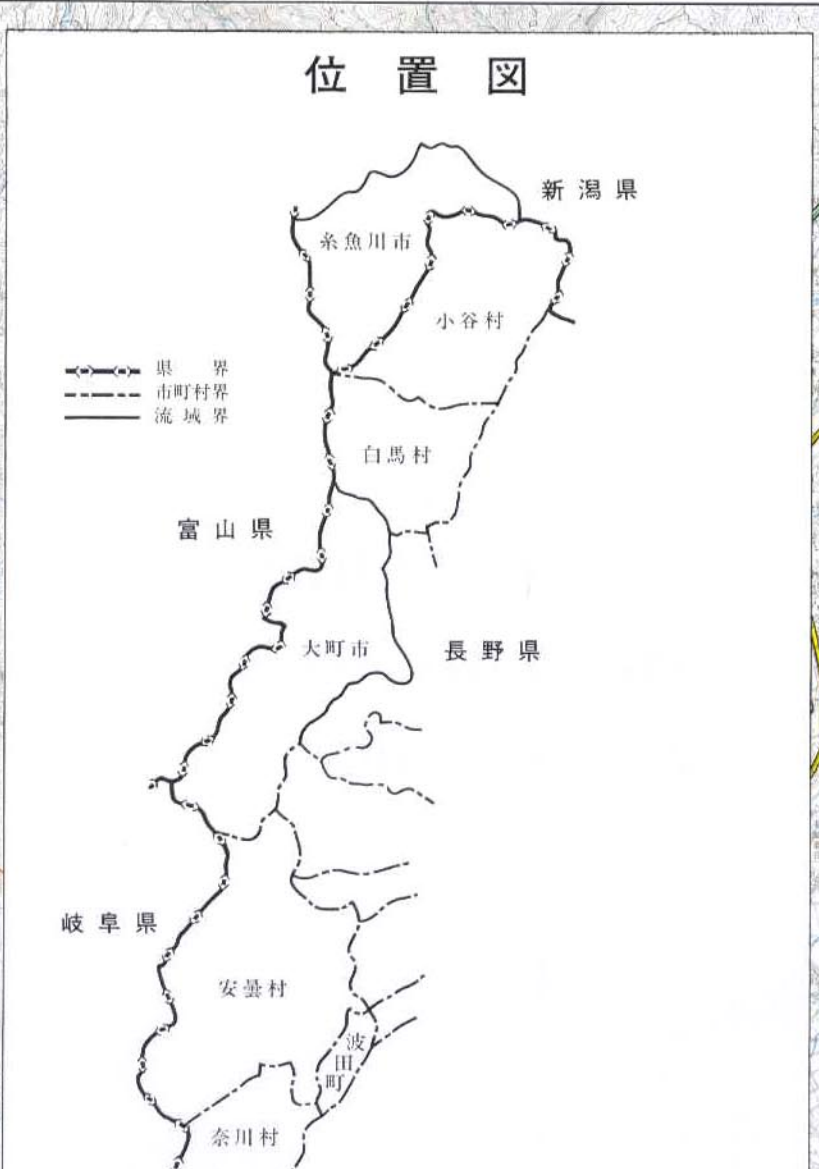 位置図
新潟県
糸魚川市
小谷村
県界
市町村界
流域界
白馬村
富山県
大町市
長野県
岐阜県
安曇村
波田町
奈川村